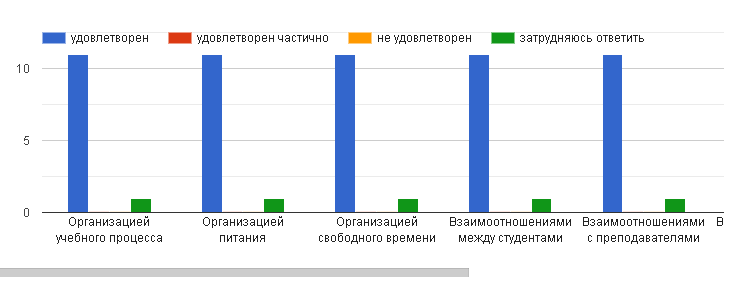 удовлетворен удовлетворен частично не удовлетворен затрудняюсь ответить
10
5
0
Организацией учебного процесса
Организацией питания
Организацией свободного времени
Взаимоотношениями между студентами
Взаимоотношениями с преподавателями
В